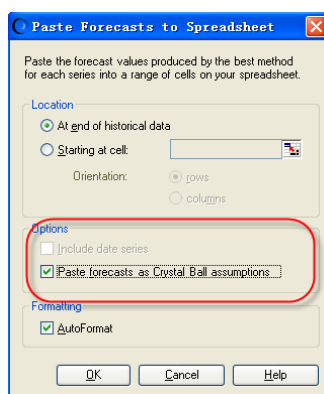 Paste Forecasts to Spreadsheet
Paste the forecast values produced by the best method
for each series into a range of cells on your spreadsheet.
Location
At end of historical data
Starting at cell:
Orientation:
rows
columns
Options
Include date series
Paste forecasts as Crystal Ball assumptions
Formatting
AutoFormat
OK
Cancel
Help